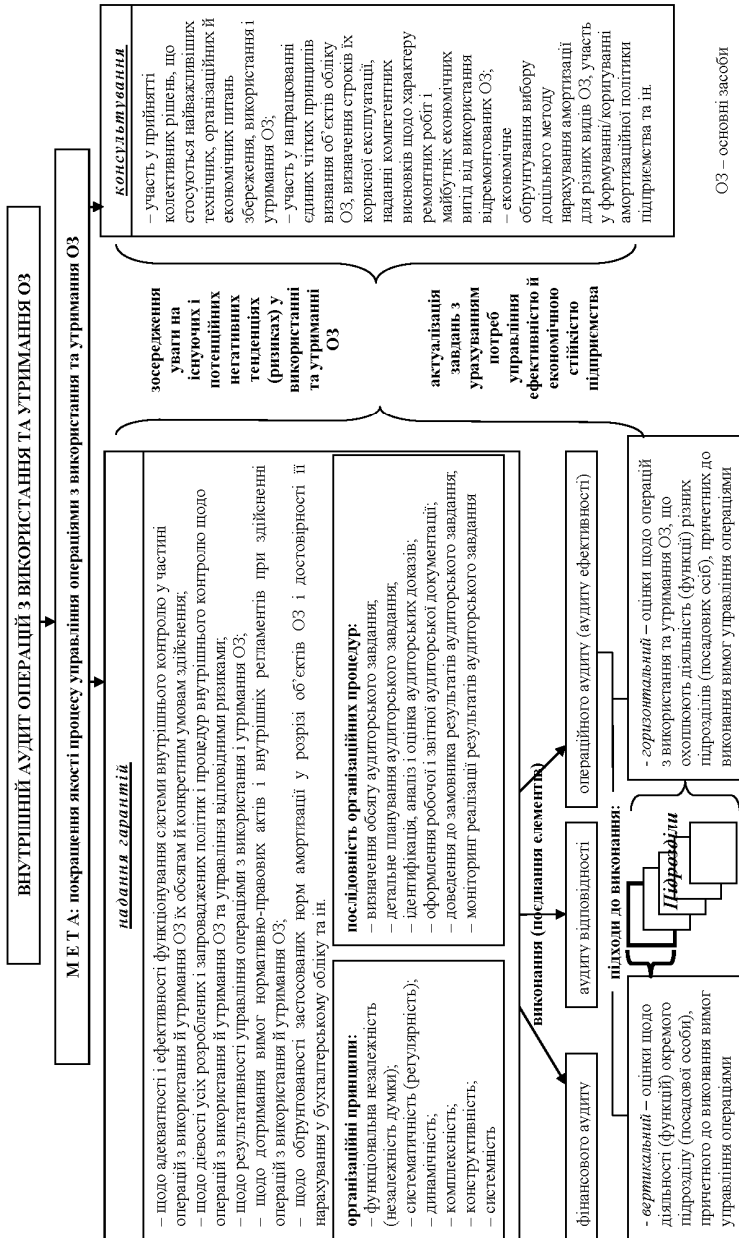 ВНУТРІШНІЙ АУДИТ ОПЕРАЦІЙ З ВИКОРИСТАННЯ ТА УТРИМАННЯ ОЗ
М Е Т А: покращення якості процесу управління операціями з використання та утримання ОЗ
надання гарантій
– щодо адекватності і ефективності функціонування системи внутрішнього контролю у частині
операцій з використання й утримання ОЗ їх обсягам й конкретним умовам здійснення;
– щодо дієвості усіх розроблених і запроваджених політик і процедур внутрішнього контролю щодо
операцій з використання й утримання ОЗ та управління відповідними ризиками;
– щодо результативності управління операціями з використання і утримання ОЗ;
– щодо дотримання вимог нормативно-правових актів і внутрішніх регламентів при здійсненні
операцій з використання й утримання ОЗ;
– щодо обґрунтованості застосованих норм амортизації у розрізі об’єктів ОЗ і достовірності її
нарахування у бухгалтерському обліку та ін.
організаційні принципи:
– функціональна незалежність
(незалежність думки);
– систематичність (регулярність);
– динамічність;
– комплексність;
– конструктивність;
– системність
послідовність організаційних процедур:
– визначення обсягу аудиторського завдання;
– детальне планування аудиторського завдання;
– ідентифікація, аналіз і оцінка аудиторських доказів;
– оформлення робочої і звітної аудиторської документації;
– доведення до замовника результатів аудиторського завдання;
– моніторинг реалізації результатів аудиторського завдання
зосередження
уваги на
існуючих і
потенційних
негативних
тенденціях
(ризиках) у
використанні
та утриманні
ОЗ
актуалізація
завдань з
урахуванням
потреб
управління
ефективністю й
економічною
стійкістю
підприємства
консультування
– участь у прийнятті
колективних рішень, що
стосуються найважливіших
технічних, організаційних й
економічних питань
збереження, використання і
утримання ОЗ;
– участь у напрацюванні
єдиних чітких принципів
визнання об’єктів обліку
ОЗ, визначення строків їх
корисної експлуатації,
наданні компетентних
висновків щодо характеру
ремонтних робіт і
майбутніх економічних
вигід від використання
відремонтованих ОЗ;
– економічне
обґрунтування вибору
доцільного методу
нарахування амортизації
для різних видів ОЗ, участь
у формуванні/коригуванні
амортизаційної політики
підприємства та ін.
виконання (поєднання елементів)
фінансового аудиту
аудиту відповідності
операційного аудиту (аудиту ефективності)
підходи до виконання:
- вертикальний – оцінки щодо
діяльності (функцій) окремого
підрозділу (посадової особи),
причетного до виконання вимог
управління операціями
Підрозділи
- горизонтальний – оцінки щодо операцій
з використання та утримання ОЗ, що
охоплюють діяльність (функції) різних
підрозділів (посадових осіб), причетних до
виконання вимог управління операціями
ОЗ – основні засоби